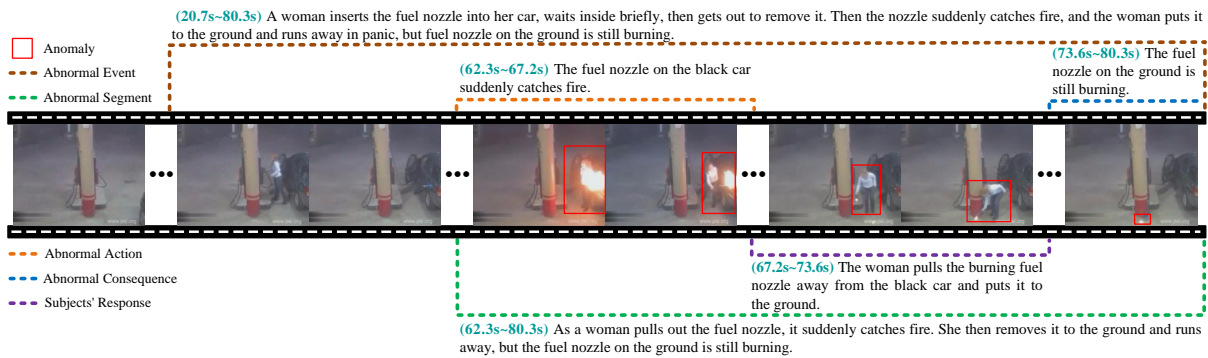 (20.7s~80.3s) A woman inserts the fuel nozzle into her car, waits inside briefly, then gets out to remove it. Then the nozzle suddenly catches fire, and the woman puts it
to the ground and runs away in panic, but fuel nozzle on the ground is still burning.
Anomaly
Abnormal Event
Abnormal Segment
(62.3s~67.2s) The fuel nozzle on the black car
suddenly catches fire.
(73.6s~80.3s) The fuel
nozzle on the ground is
still burning.
Abnormal Action
Abnormal Consequence
Subjects' Response
(67.2s~73.6s) The woman pulls the burning fuel
nozzle away from the black car and puts it to
the ground.
(62.3s~80.3s) As a woman pulls out the fuel nozzle, it suddenly catches fire. She then removes it to the ground and runs
away, but the fuel nozzle on the ground is still burning.